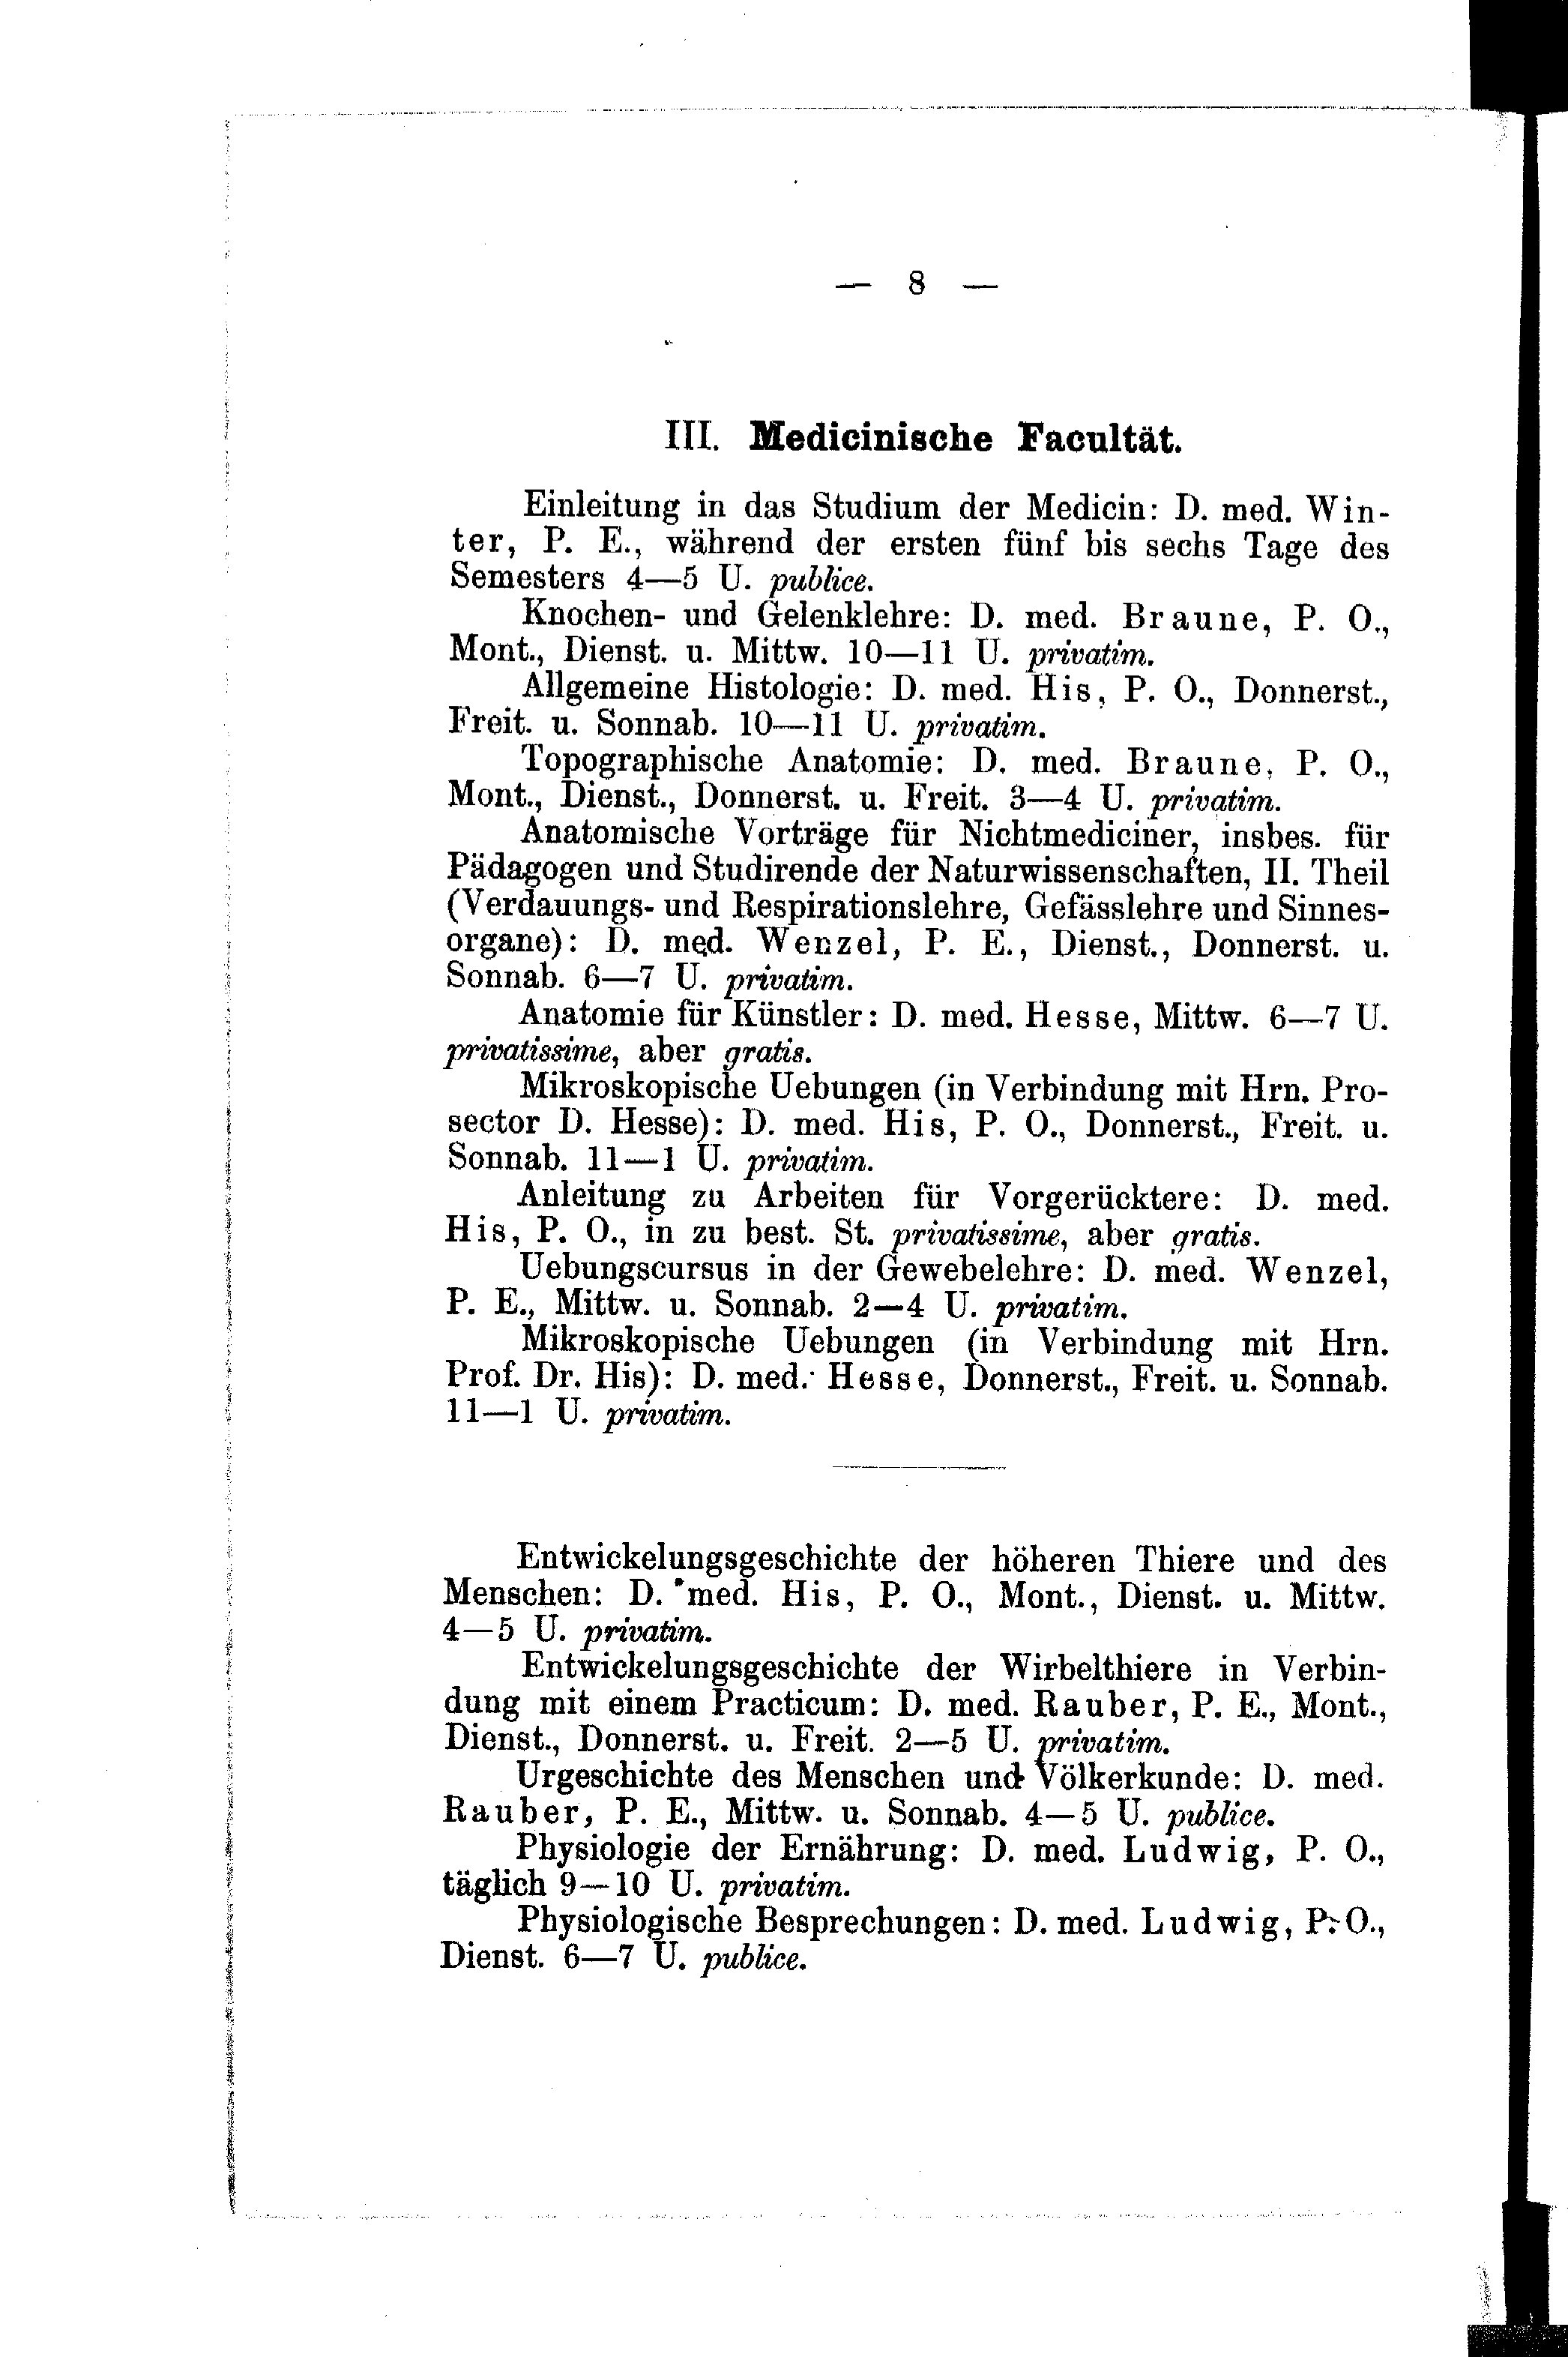 — 8 —
III. Medicinische Facultät.
Einleitung in das Studium der Medicin: D. med. Win-
ter, P. E., während der ersten fünf bis sechs Tage des
Semesters 4—5 U. publice.
Knochen- und Gelenklehre: D. med. Braune, P. O.,
Mont., Dienst. u. Mittw. 10—11 U. privatim.
Allgemeine Histologie: D. med. His, P. O., Donnerst.,
Freit. u. Sonnab. 10—11 U. privatim.
Topographische Anatomie: D. med. Braune, P. O.,
Mont., Dienst., Donnerst. u. Freit. 3—4 U. privatim.
Anatomische Vorträge für Nichtmediciner, insbes. für
Pädagogen und Studirende der Naturwissenschaften, II. Theil
(Verdauungs- und Respirationslehre, Gefässlehre und Sinnes-
organe): D. med. Wenzel, P. E., Dienst., Donnerst. u.
Sonnab. 6—7 U. privatim.
Anatomie für Künstler: D. med. Hesse, Mittw. 6—7 U.
privatissime, aber gratis.
Mikroskopische Uebungen (in Verbindung mit Hrn. Pro-
sector D. Hesse): D. med. His, P. O., Donnerst., Freit. u.
Sonnab. 11—1 U. privatim.
Anleitung zu Arbeiten für Vorgerücktere: D. med.
His, P. O., in zu best. St. privatissime, aber gratis.
Uebungscursus in der Gewebelehre: D. med. Wenzel,
P. E., Mittw. u. Sonnab. 2—4 U. privatim.
Mikroskopische Uebungen (in Verbindung mit Hrn.
Prof. Dr. His): D. med. Hesse, Donnerst., Freit. u. Sonnab.
11—1 U. privatim.
Entwickelungsgeschichte der höheren Thiere und des
Menschen: D. med. His, P. O., Mont., Dienst. u. Mittw.
4—5 U. privatim.
Entwickelungsgeschichte der Wirbelthiere in Verbin-
dung mit einem Practicum: D. med. Rauber, P. E., Mont.,
Dienst., Donnerst. u. Freit. 2—5 U. privatim.
Urgeschichte des Menschen und Völkerkunde: D. med.
Rauber, P. E., Mittw. u. Sonnab. 4—5 U. publice.
Physiologie der Ernährung: D. med. Ludwig, P. O.,
täglich 9—10 U. privatim.
Physiologische Besprechungen: D. med. Ludwig, P. O.,
Dienst. 6—7 U. publice.